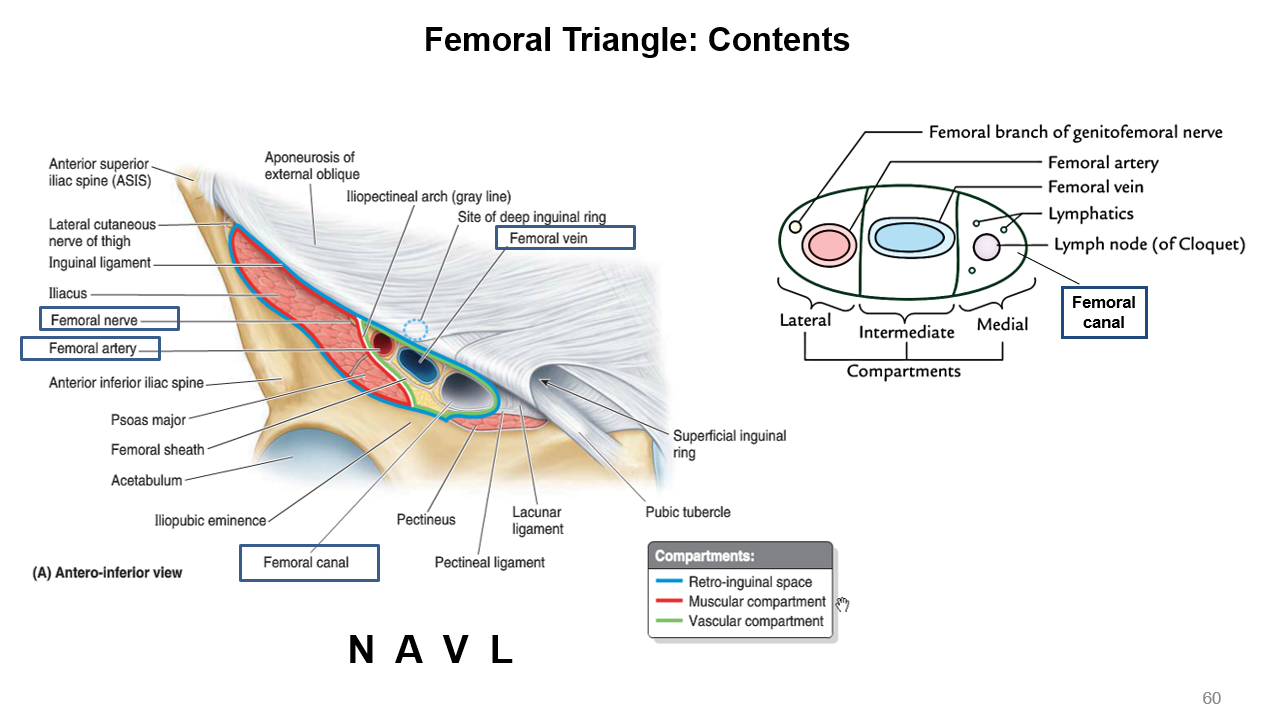 Femoral Triangle: Contents
Anterior superior
iliac spine (ASIS)
Aponeurosis of
external oblique
Iliopectineal arch (gray line)
Site of deep inguinal ring
Femoral vein
Lateral cutaneous
nerve of thigh
Inguinal ligament
Iliacus
Femoral nerve
Femoral artery
Anterior inferior iliac spine
Psoas major
Femoral sheath
Acetabulum
Iliopubic eminence
Femoral canal
Pectineus
Pectineal ligament
Lacunar
ligament
Pubic tubercle
Superficial inguinal
ring
(A) Antero-inferior view
Compartments:
Retro-inguinal space
Muscular compartment
Vascular compartment
N A V L
Femoral branch of genitofemoral nerve
Femoral artery
Femoral vein
Lymphatics
Lymph node (of Cloquet)
Femoral
canal
Lateral
Intermediate
Medial
Compartments
60